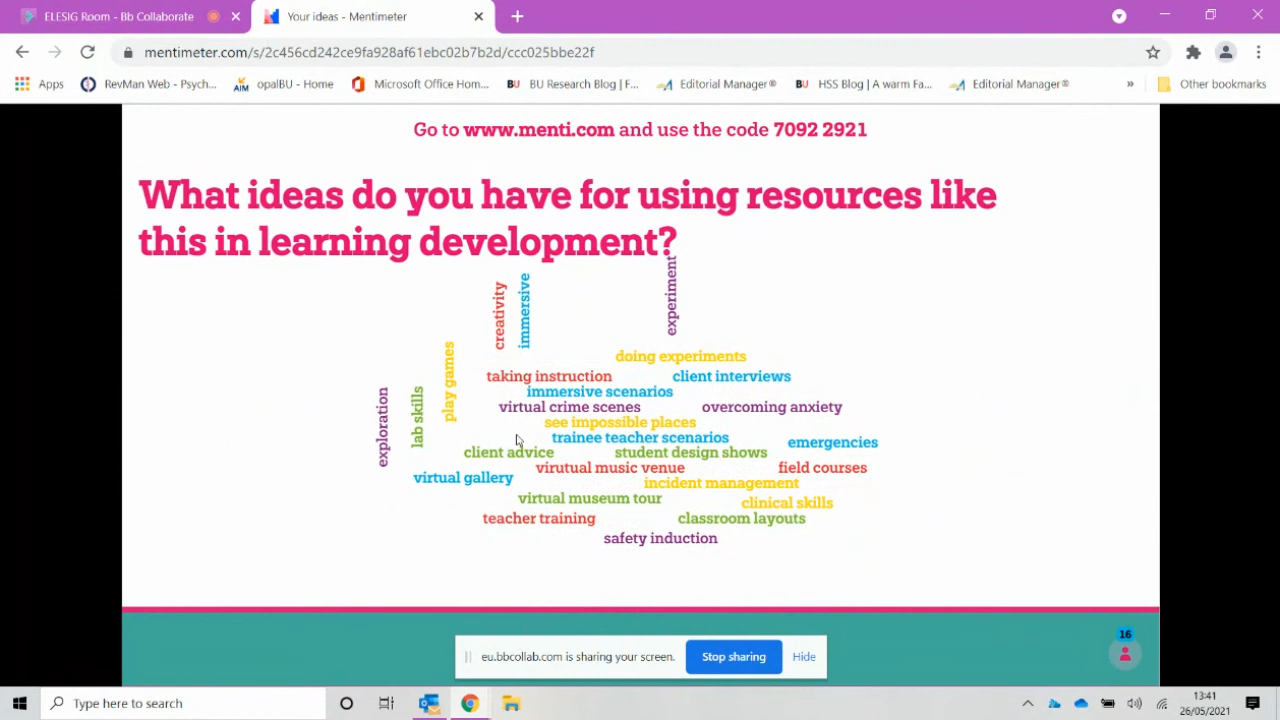 ELESIG Room - Bb Collaborate
Your ideas - Mentimeter
mentimeter.com/s/2c456cd242ce9fa928af61ebc02b7b2d/ccc025bbe22f
Apps
RevMan Web - Psych...
AIM
opalBU - Home
Microsoft Office Hom...
BU
BU Research Blog | F...
Editorial Manager®
BU
HSS Blog | A warm Fa...
Editorial Manager®
»
Other bookmarks
Go to www.menti.com and use the code 7092 2921
What ideas do you have for using resources like
this in learning development?
experiment
creativity
immersive
play games
lab skills
exploration
doing experiments
taking instruction
client interviews
immersive scenarios
virtual crime scenes
overcoming anxiety
see impossible places
trainee teacher scenarios
emergencies
client advice
student design shows
virutual music venue
field courses
virtual gallery
incident management
virtual museum tour
clinical skills
teacher training
classroom layouts
safety induction
16
eu.bbcollab.com is sharing your screen.
Stop sharing
Hide
Type here to search
13:41
26/05/2021